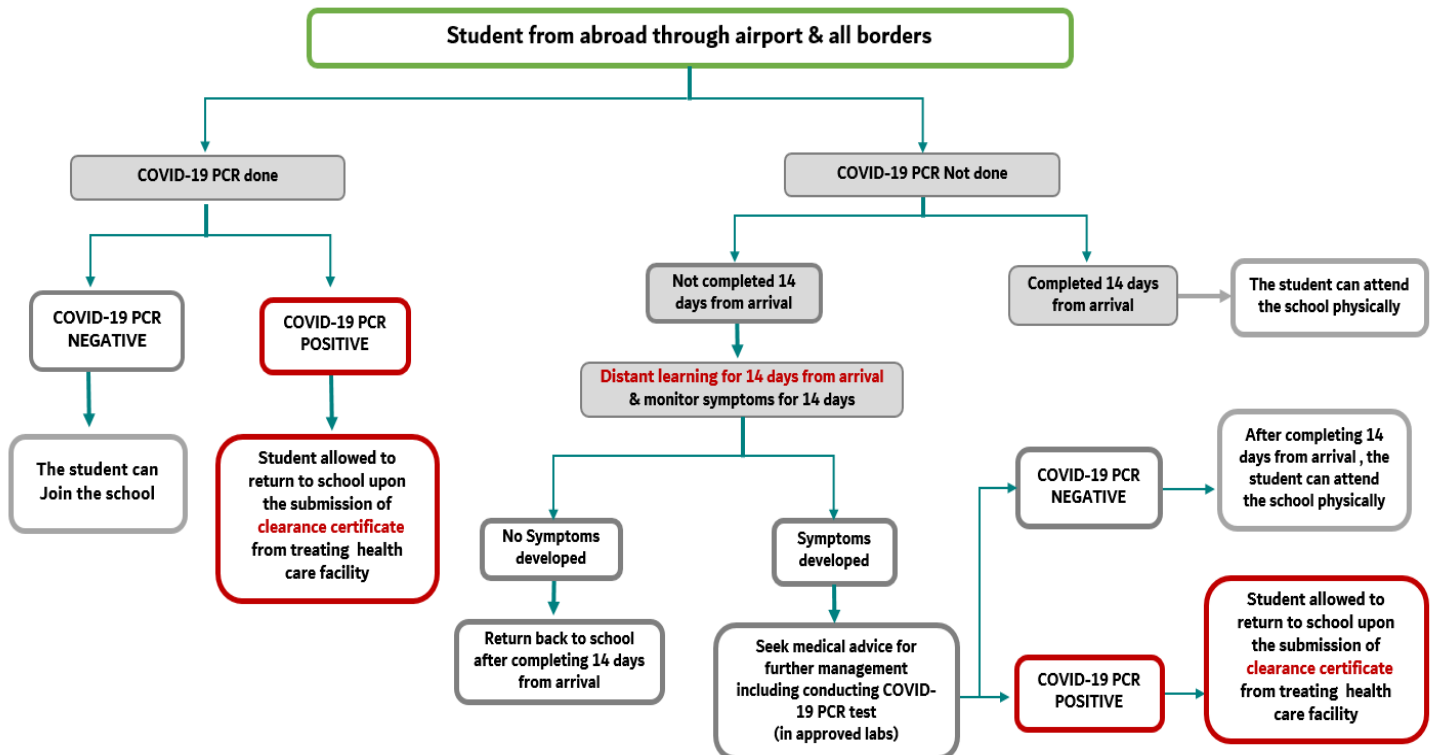 Student from abroad through airport & all borders
COVID-19 PCR done
COVID-19 PCR Not done
COVID-19 PCR
NEGATIVE
The student can
Join the school
COVID-19 PCR
POSITIVE
Student allowed to
return to school upon
the submission of
clearance certificate
from treating health
care facility
Not completed 14
days from arrival
Completed 14 days
from arrival
The student can attend
the school physically
Distant learning for 14 days from arrival
& monitor symptoms for 14 days
No Symptoms
developed
Return back to school
after completing 14 days
from arrival
Symptoms
developed
Seek medical advice for
further management
including conducting COVID-
19 PCR test
(in approved labs)
COVID-19 PCR
NEGATIVE
After completing 14
days from arrival , the
student can attend
the school physically
COVID-19 PCR
POSITIVE
Student allowed to
return to school upon
the submission of
clearance certificate
from treating health
care facility